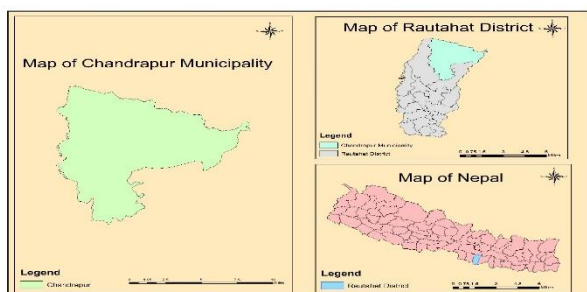 Map of Chandrapur Municipality
Legend
Chandrapur
Map of Rautahat District
Legend
Chandrapur Municipality
Rautahat District
Map of Nepal
Legend
Rautahat District